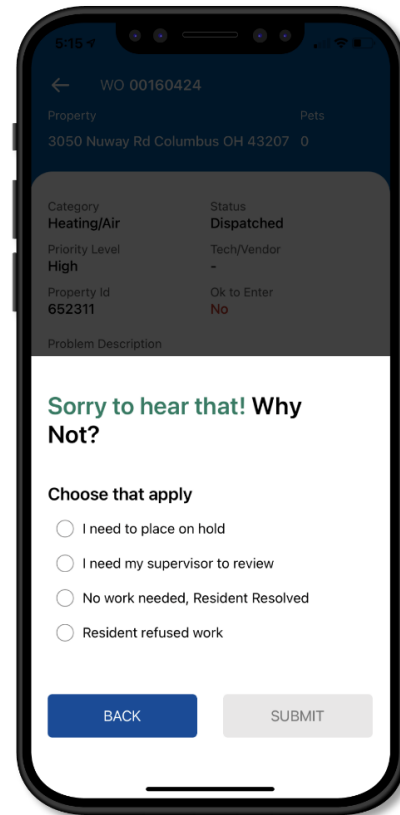 5:15
WO 00160424
Property Pets
3050 Nuway Rd Columbus OH 43207 0
Category Status
Heating/Air Dispatched
Priority Level Tech/Vendor
High -
Property Id Ok to Enter
652311 No
Problem Description
Sorry to hear that! Why
Not?
Choose that apply
I need to place on hold
I need my supervisor to review
No work needed, Resident Resolved
Resident refused work
BACK SUBMIT